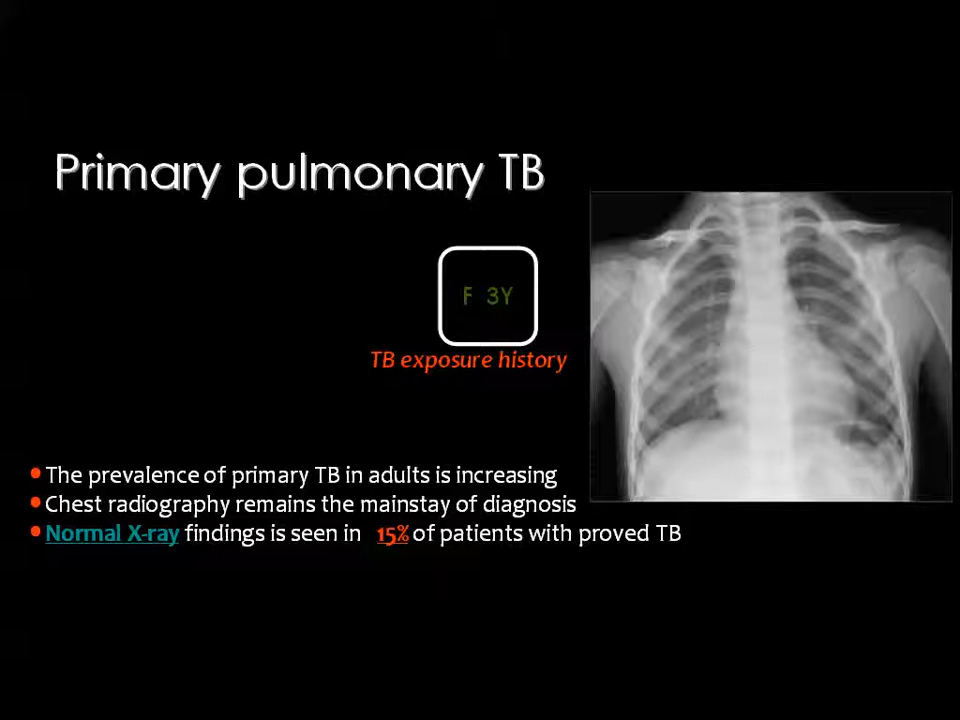 Primary pulmonary TB
F 3Y
TB exposure history
The prevalence of primary TB in adults is increasing
Chest radiography remains the mainstay of diagnosis
Normal X-ray findings is seen in 15% of patients with proved TB